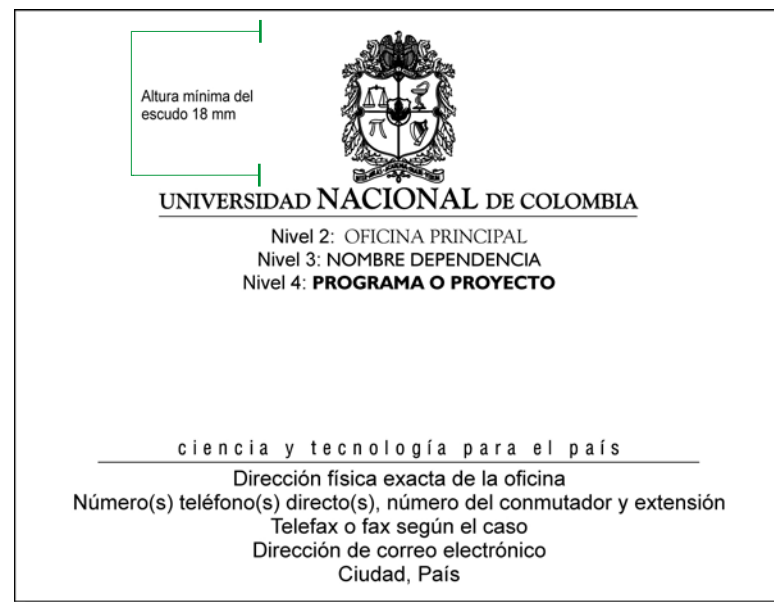 Altura mínima del
escudo 18 mm
UNIVERSIDAD NACIONAL DE COLOMBIA
Nivel 2: OFICINA PRINCIPAL
Nivel 3: NOMBRE DEPENDENCIA
Nivel 4: PROGRAMA O PROYECTO
ciencia y tecnología para el país
Dirección física exacta de la oficina
Número(s) teléfono(s) directo(s), número del conmutador y extensión
Telefax o fax según el caso
Dirección de correo electrónico
Ciudad, País